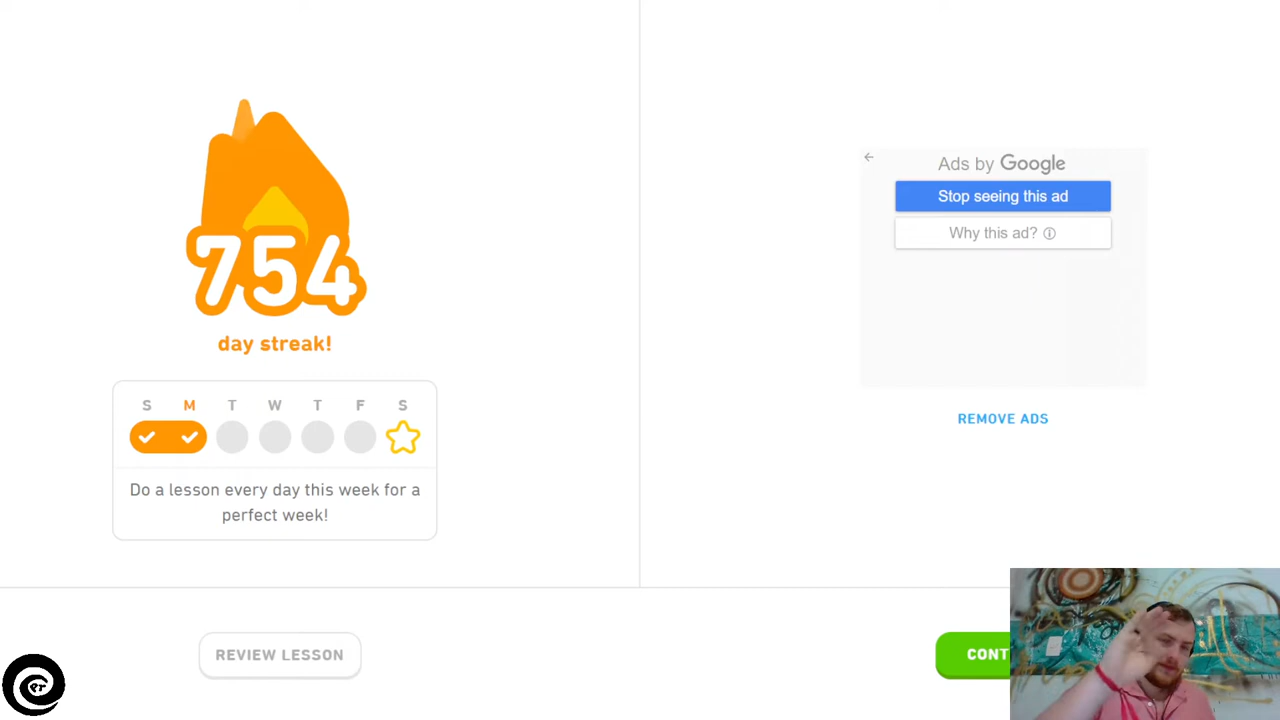 754
day streak!
S M T W T F S
Do a lesson every day this week for a
perfect week!
REVIEW LESSON
Ads by Google
Stop seeing this ad
Why this ad?
REMOVE ADS
CONT